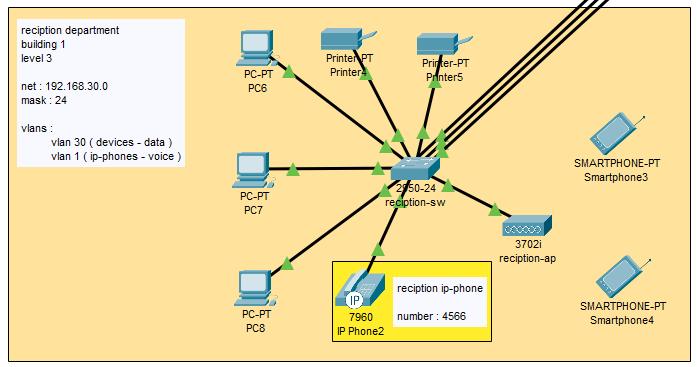 reciption department
building 1
level 3
net : 192.168.30.0
mask : 24
vlans :
vlan 30 ( devices - data )
vlan 1 ( ip-phones - voice )
PC-PT
PC6
Printer-PT
Printer4
Printer-PT
Printer5
PC-PT
PC7
2950-24
reciption-sw
SMARTPHONE-PT
Smartphone3
3702i
reciption-ap
PC-PT
PC8
IP
7960
IP Phone2
reciption ip-phone
number : 4566
SMARTPHONE-PT
Smartphone4